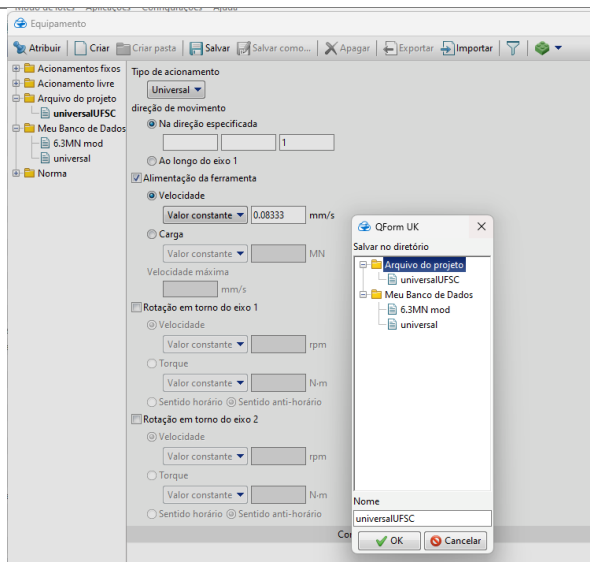 Modo de lotes Aplicações Configurações Ajuda
Equipamento
Atribuir Criar Criar pasta Salvar Salvar como... Apagar Exportar Importar
Acionamentos fixos
Acionamento livre
Arquivo do projeto
universalUFSC
Meu Banco de Dados
6.3MN mod
universal
Norma
Tipo de acionamento
Universal
direção de movimento
Na direção especificada
1
Ao longo do eixo 1
Alimentação da ferramenta
Velocidade
Valor constante 0.08333 mm/s
Carga
Valor constante MN
Velocidade máxima
mm/s
Rotação em torno do eixo 1
Velocidade
Valor constante rpm
Torque
Valor constante N·m
Sentido horário Sentido anti-horário
Rotação em torno do eixo 2
Velocidade
Valor constante rpm
Torque
Valor constante N·m
Sentido horário Sentido anti-horário
QForm UK
Salvar no diretório
Arquivo do projeto
universalUFSC
Meu Banco de Dados
6.3MN mod
universal
Nome
universalUFSC
OK Cancelar